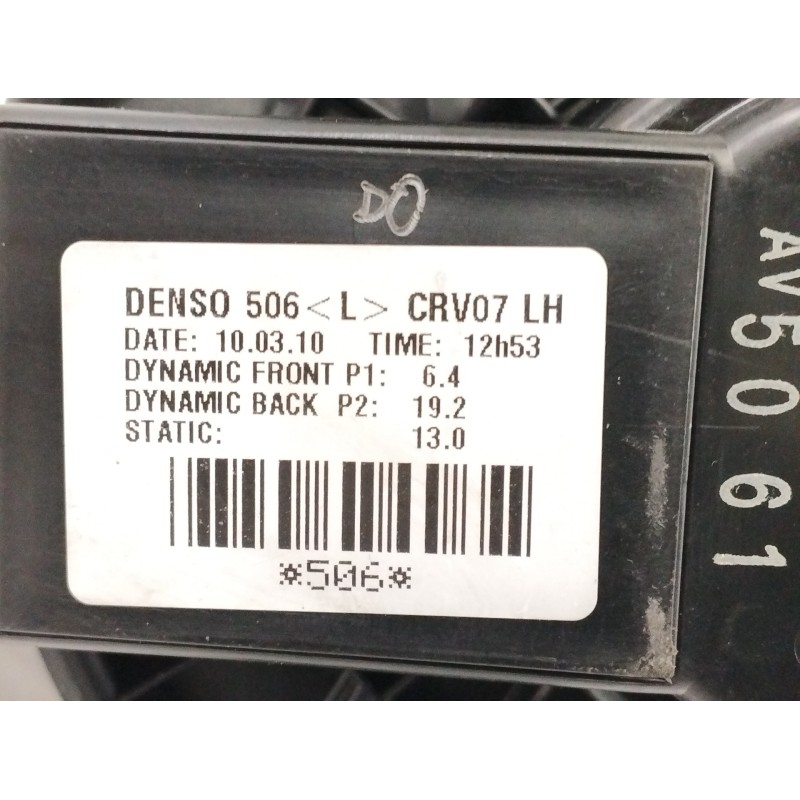 DO
DENSO 506 <L> CRV07 LH
DATE: 10.03.10 TIME: 12h53
DYNAMIC FRONT P1: 6.4
DYNAMIC BACK P2: 19.2
STATIC: 13.0
*506*
AV50 61